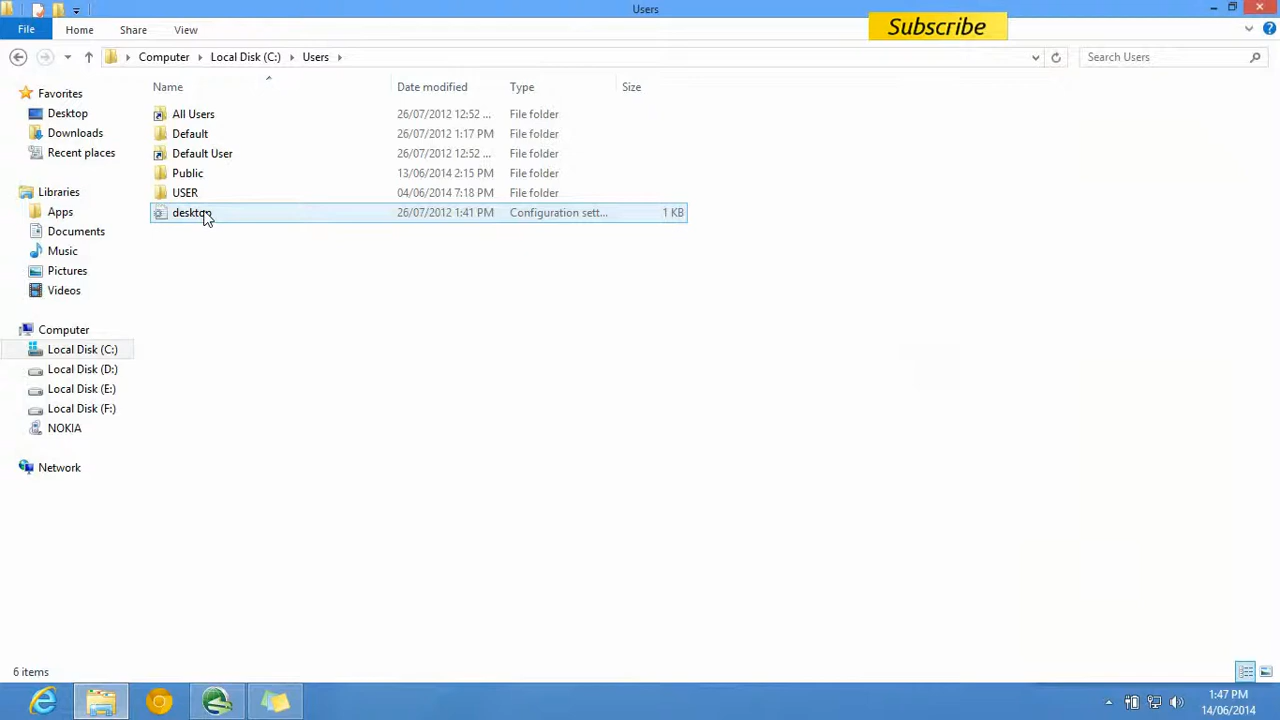 Users
Subscribe
File Home Share View
Computer Local Disk (C:) Users
Search Users
Name Date modified Type Size
All Users 26/07/2012 12:52 ... File folder
Default 26/07/2012 1:17 PM File folder
Default User 26/07/2012 12:52 ... File folder
Public 13/06/2014 2:15 PM File folder
USER 04/06/2014 7:18 PM File folder
desktop 26/07/2012 1:41 PM Configuration sett... 1 KB
Favorites
Desktop
Downloads
Recent places
Libraries
Apps
Documents
Music
Pictures
Videos
Computer
Local Disk (C:)
Local Disk (D:)
Local Disk (E:)
Local Disk (F:)
NOKIA
Network
6 items
1:47 PM
14/06/2014